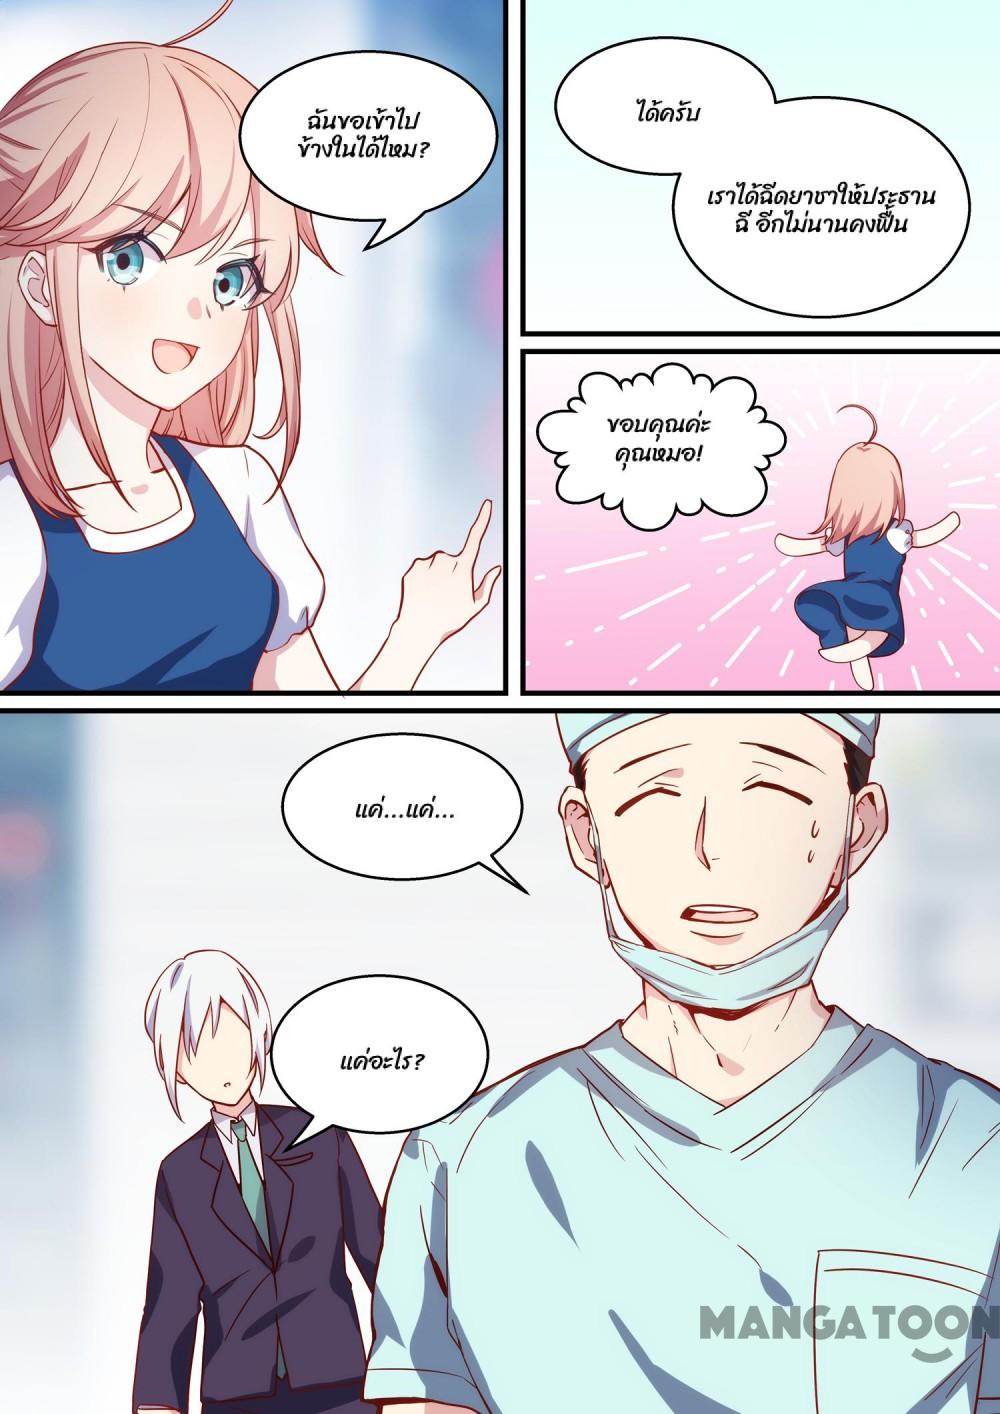 ฉันขอเข้าไป
ข้างในได้ไหม?
ได้ครับ
เราได้ฉีดยาชาให้ประธาน
ฉี อีกไม่นานคงฟื้น
ขอบคุณค่ะ
คุณหมอ!
แค่...แค่...
แค่อะไร?
MANGATOON